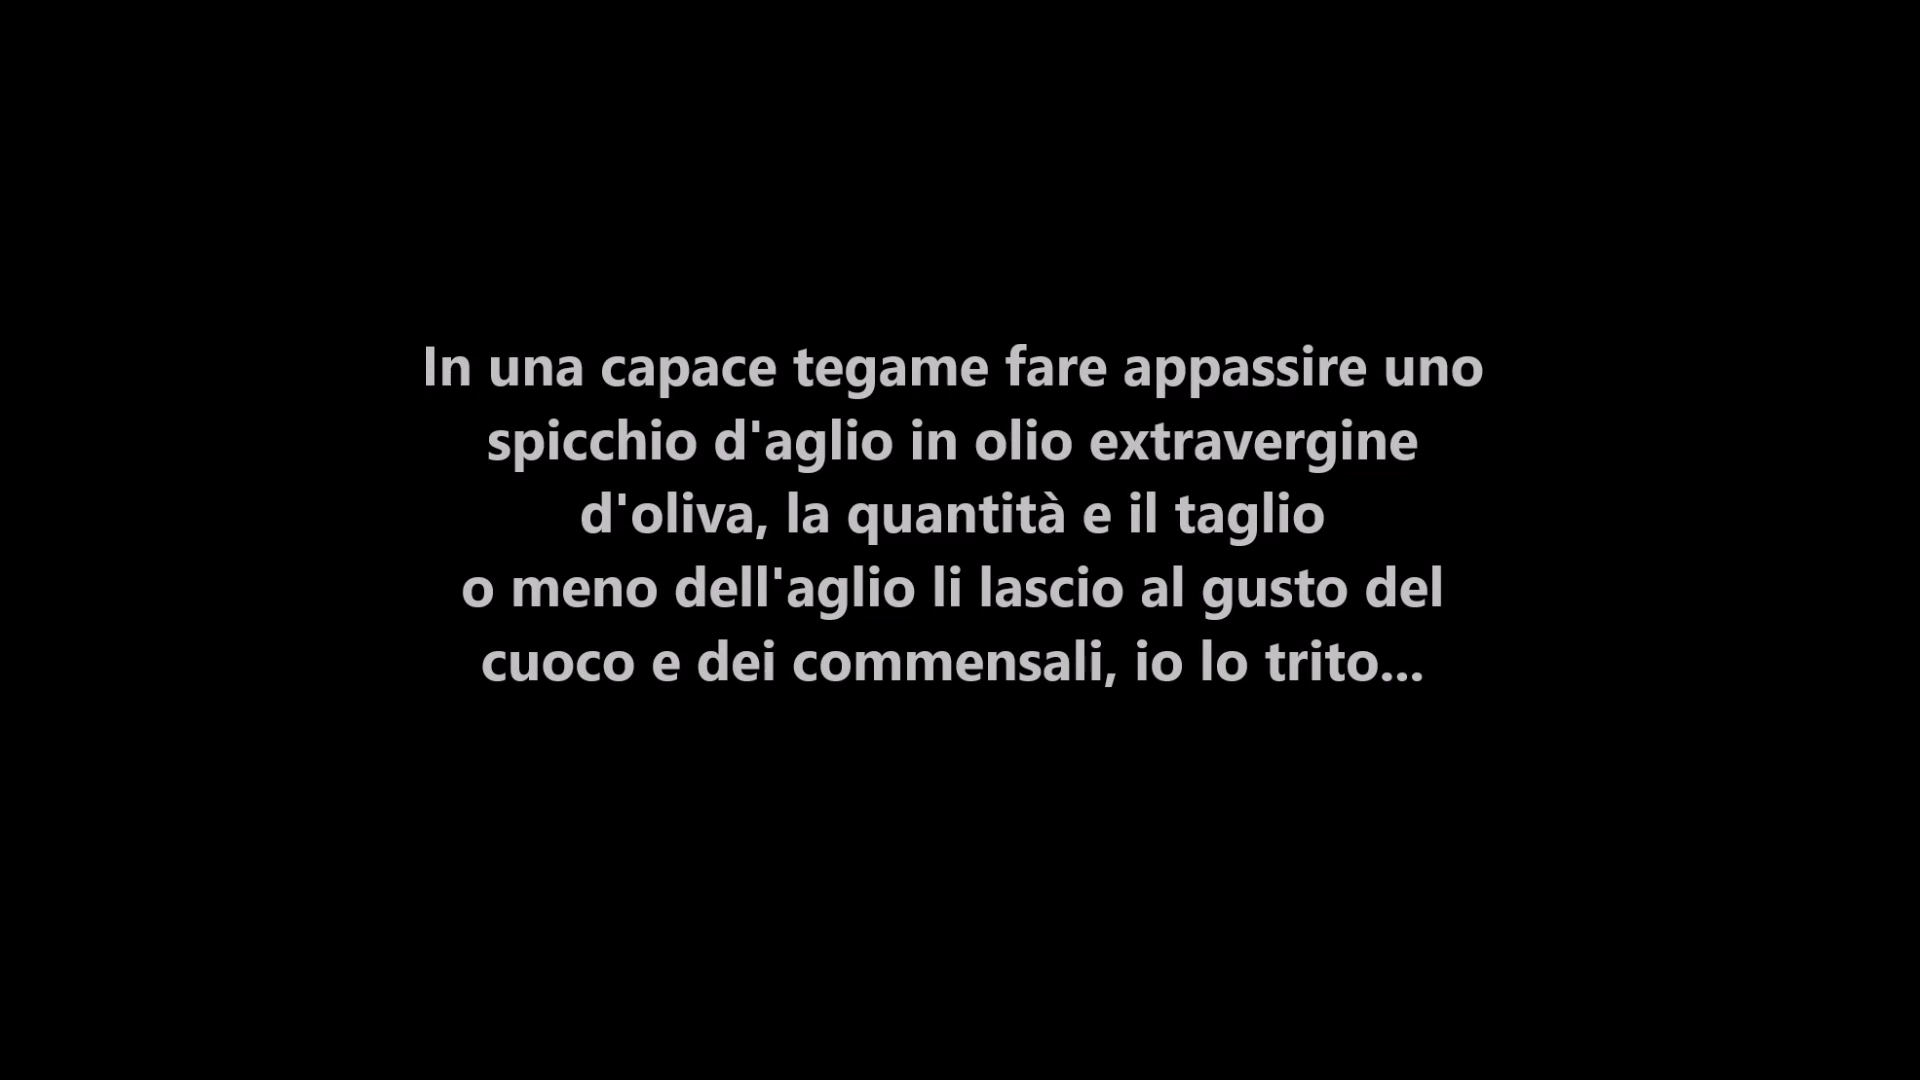 In una capace tegame fare appassire uno
spicchio d'aglio in olio extravergine
d'oliva, la quantità e il taglio
o meno dell'aglio li lascio al gusto del
cuoco e dei commensali, io lo trito...